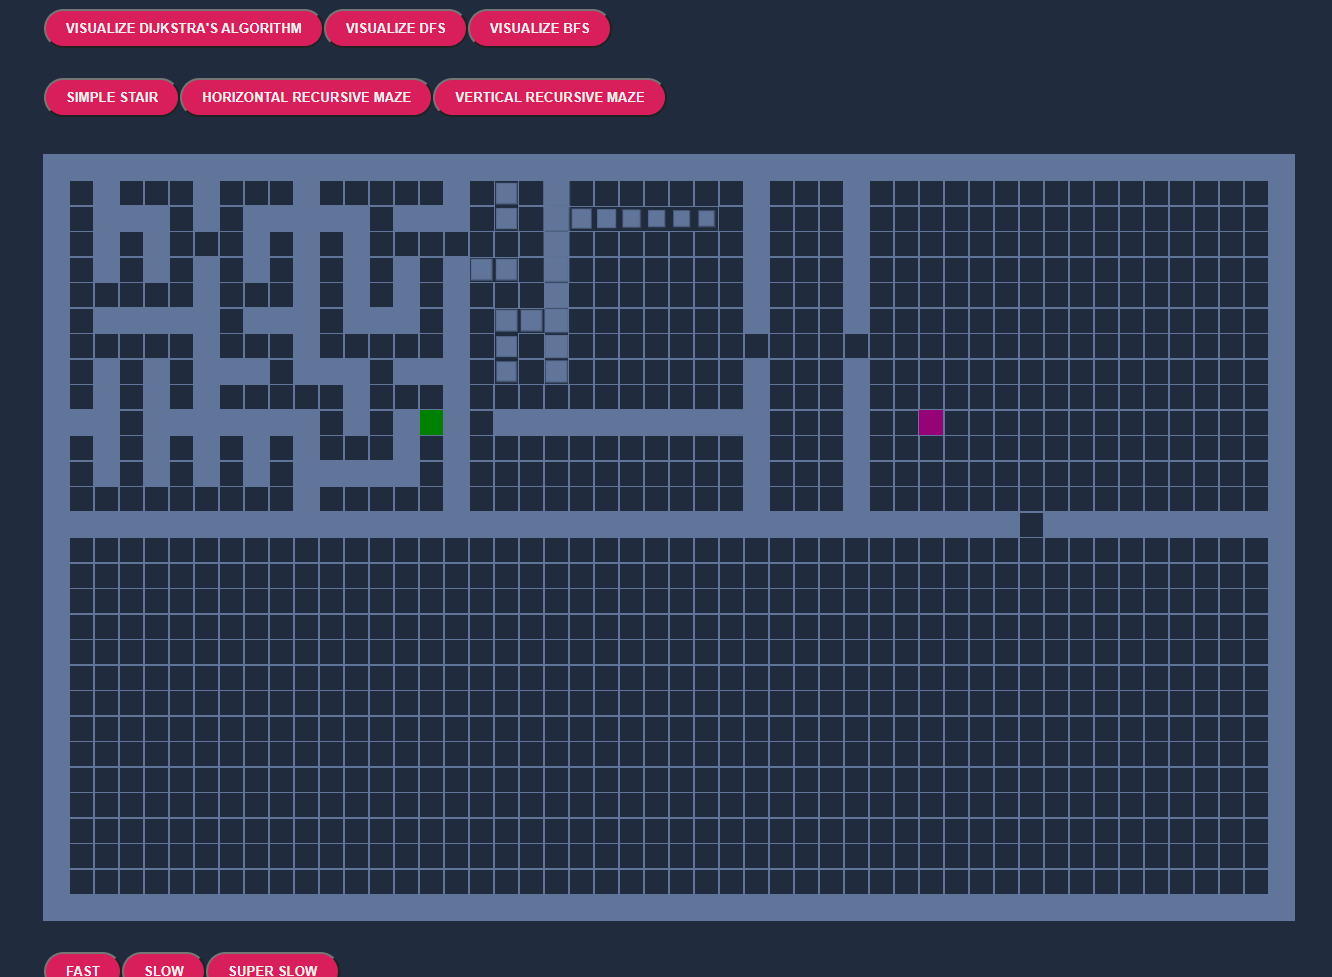 VISUALIZE DIJKSTRA'S ALGORITHM VISUALIZE DFS VISUALIZE BFS
SIMPLE STAIR HORIZONTAL RECURSIVE MAZE VERTICAL RECURSIVE MAZE
FAST SLOW SUPER SLOW